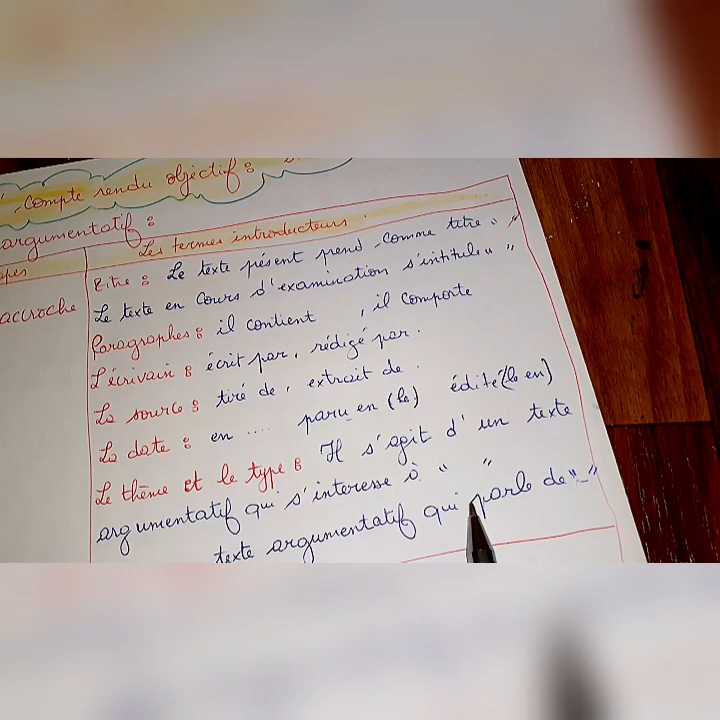 Compte rendu objectif :
argumentatif :
Les termes introducteurs
accroche
Titre : Le texte présent prend comme titre " "
Le texte en cours d'examination s'intitule " "
Paragraphes : il contient , il comporte
L'écrivain : écrit par, rédigé par.
La source : tiré de, extrait de.
La date : en .... paru en (le) édité (le en)
Le thème et le type : Il s'agit d'un texte
argumentatif qui s'interesse à " "
texte argumentatif qui parle de "_"